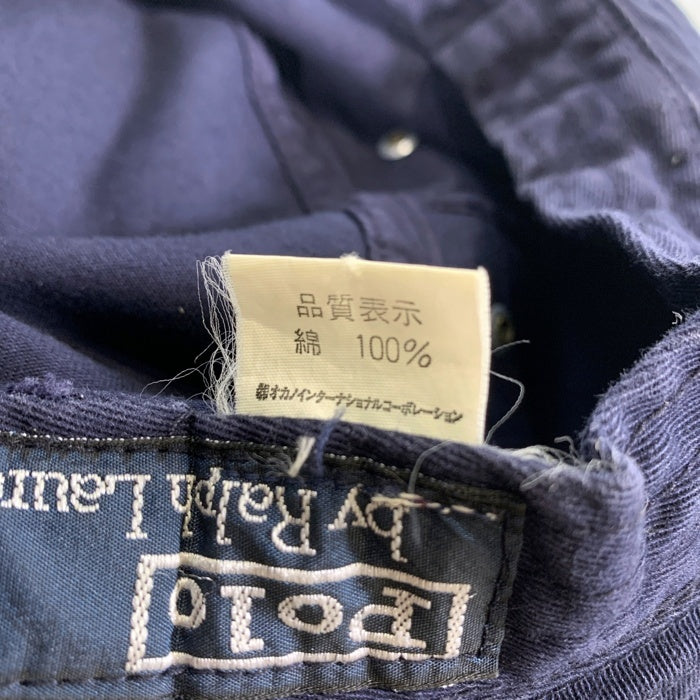 品質表示
綿 100%
㈱オカノインターナショナルコーポレーション
Polo
by Ralph Laure